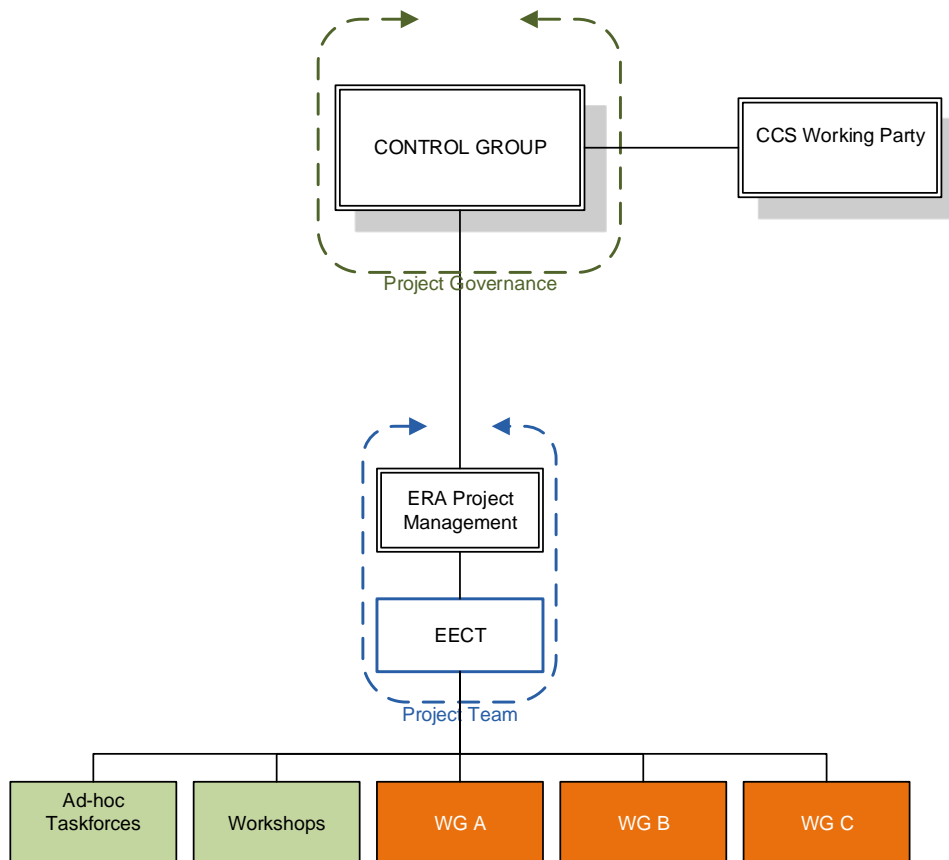 CONTROL GROUP
CCS Working Party
Project Governance
ERA Project
Management
EECT
Project Team
Ad-hoc
Taskforces
Workshops
WG A
WG B
WG C